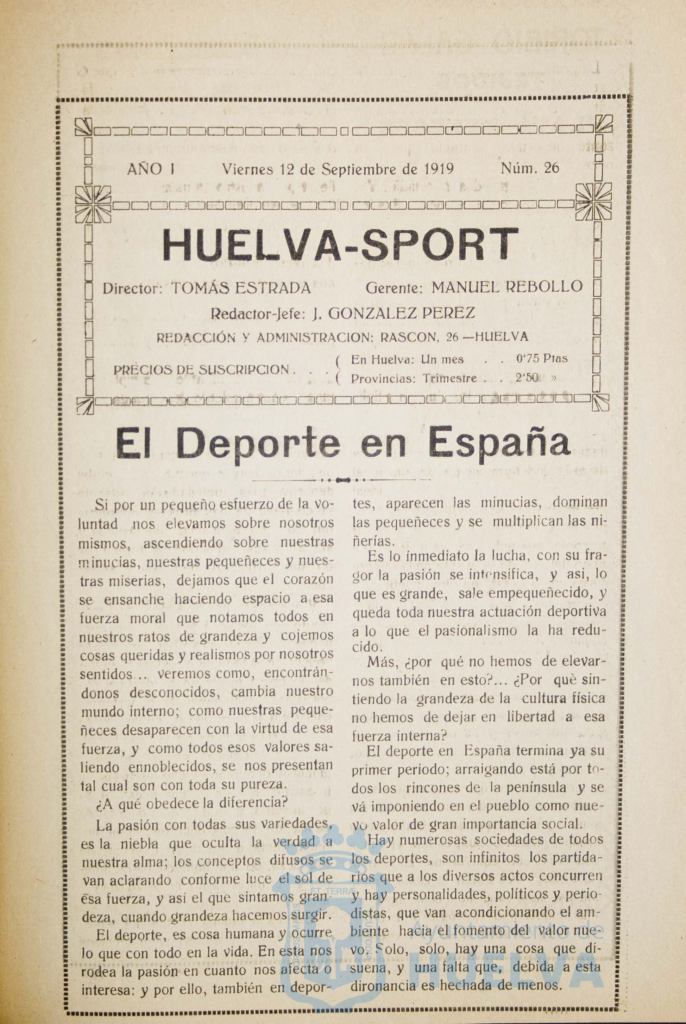 AÑO I Viernes 12 de Septiembre de 1919 Núm. 26
HUELVA-SPORT
Director: TOMÁS ESTRADA Gerente: MANUEL REBOLLO
Redactor-Jefe: J. GONZALEZ PEREZ
REDACCIÓN Y ADMINISTRACION: RASCON, 26 —HUELVA
PRECIOS DE SUSCRIPCION . . . ( En Huelva: Un mes . . 0'75 Ptas
( Provincias: Trimestre . . 2'50 »
El Deporte en España
Si por un pequeño esfuerzo de la vo-
luntad nos elevamos sobre nosotros
mismos, ascendiendo sobre nuestras
minucias, nuestras pequeñeces y nues-
tras miserias, dejamos que el corazón
se ensanche haciendo espacio a esa
fuerza moral que notamos todos en
nuestros ratos de grandeza y cojemos
cosas queridas y realismos por nosotros
sentidos... veremos como, encontrán-
donos desconocidos, cambia nuestro
mundo interno; como nuestras peque-
ñeces desaparecen con la virtud de esa
fuerza, y como todos esos valores sa-
liendo ennoblecidos, se nos presentan
tal cual son con toda su pureza.
¿A qué obedece la diferencia?
La pasión con todas sus variedades,
es la niebla que oculta la verdad a
nuestra alma; los conceptos difusos se
van aclarando conforme luce el sol de
esa fuerza, y asi el que sintamos gran-
deza, cuando grandeza hacemos surgir.
El deporte, es cosa humana y ocurre
lo que con todo en la vida. En esta nos
rodea la pasión en cuanto nos afecta o
interesa: y por ello, también en depor-
tes, aparecen las minucias, dominan
las pequeñeces y se multiplican las ni-
ñerías.
Es lo inmediato la lucha, con su fra-
gor la pasión se intensifica, y asi, lo
que es grande, sale empequeñecido, y
queda toda nuestra actuación deportiva
a lo que el pasionalismo la ha redu-
cido.
Más, ¿por qué no hemos de elevar-
nos también en esto?... ¿Por qué sin-
tiendo la grandeza de la cultura física
no hemos de dejar en libertad a esa
fuerza interna?
El deporte en España termina ya su
primer periodo; arraigando está por to-
dos los rincones de la península y se
vá imponiendo en el pueblo como nue-
vo valor de gran importancia social.
Hay numerosas sociedades de todos
los deportes, son infinitos los partida-
rios que a los diversos actos concurren
y hay personalidades, políticos y perio-
distas, que van acondicionando el am-
biente hacia el fomento del valor nue-
vo. Solo, solo, hay una cosa que di-
suena, y una falta que, debida a esta
dironancia es hechada de menos.
HUELVA